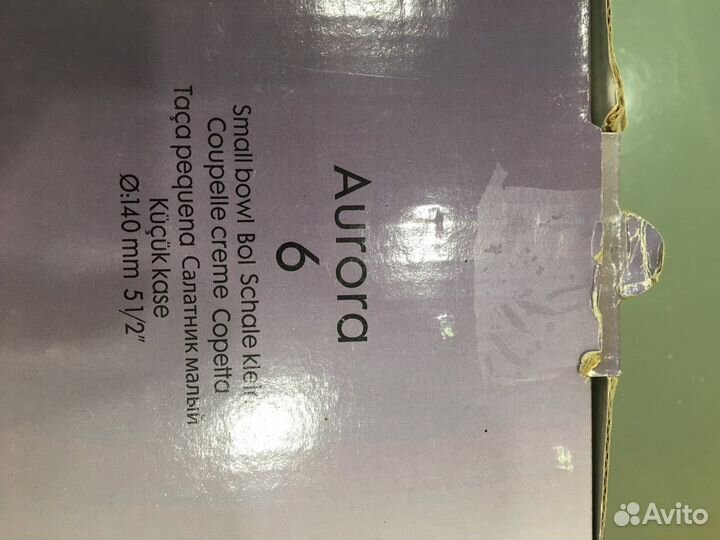 Aurora
6
Small bowl Bol Schale klein
Coupelle creme Copetta
Taça pequena Салатник малый
Küçük kase
Ø:140 mm 5 1/2"
Avito